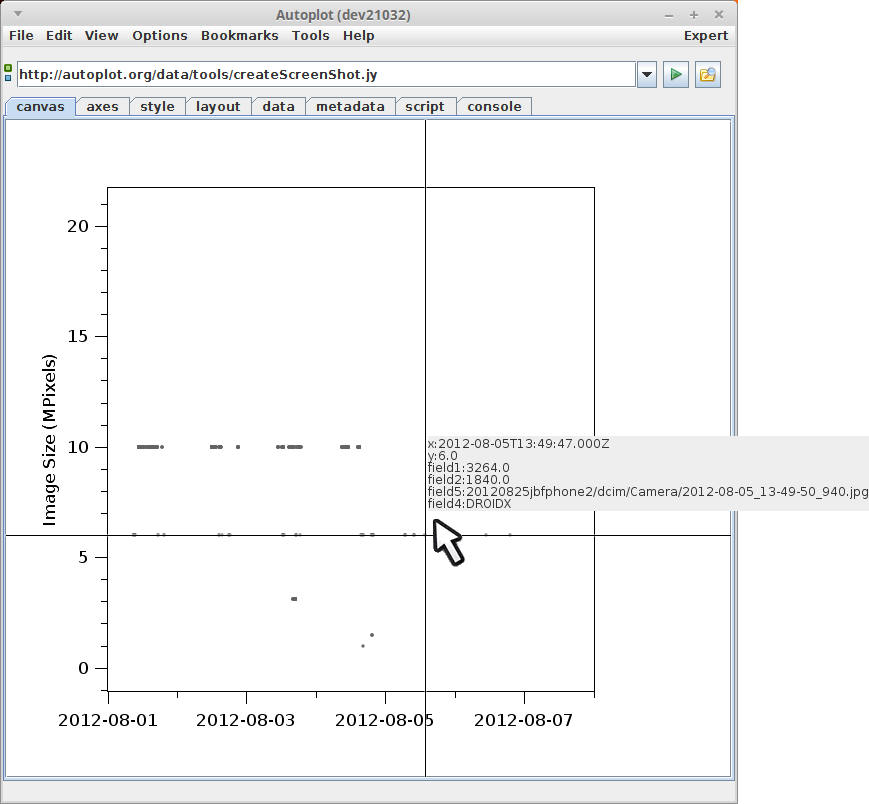 Autoplot (dev21032)
File Edit View Options Bookmarks Tools Help Expert
http://autoplot.org/data/tools/createScreenShot.jy
canvas axes style layout data metadata script console
20
15
10
5
0
Image Size (MPixels)
x:2012-08-05T13:49:47.000Z
y:6.0
field1:3264.0
field2:1840.0
field5:20120825jbfphone2/dcim/Camera/2012-08-05_13-49-50_940.jpg
field4:DROIDX
2012-08-01 2012-08-03 2012-08-05 2012-08-07